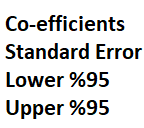 Co-efficients
Standard Error
Lower %95
Upper %95